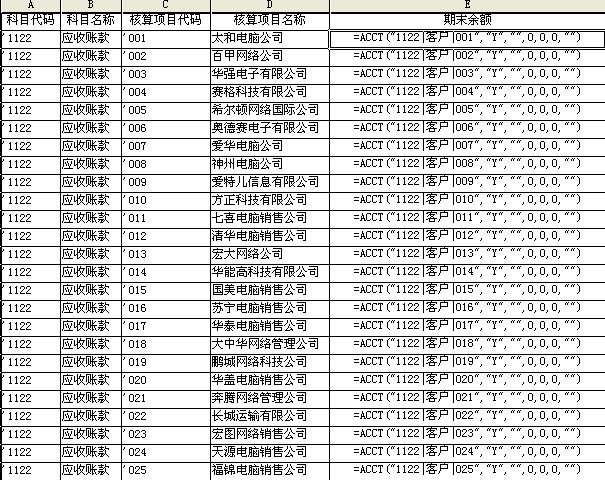 A B C D E
科目代码 科目名称 核算项目代码 核算项目名称 期末余额
'1122 应收账款 '001 太和电脑公司 =ACCT("1122|客户|001","Y","",0,0,0,"")
'1122 应收账款 '002 百甲网络公司 =ACCT("1122|客户|002","Y","",0,0,0,"")
'1122 应收账款 '003 华强电子有限公司 =ACCT("1122|客户|003","Y","",0,0,0,"")
'1122 应收账款 '004 赛格科技有限公司 =ACCT("1122|客户|004","Y","",0,0,0,"")
'1122 应收账款 '005 希尔顿网络国际公司 =ACCT("1122|客户|005","Y","",0,0,0,"")
'1122 应收账款 '006 奥德赛电子有限公司 =ACCT("1122|客户|006","Y","",0,0,0,"")
'1122 应收账款 '007 爱华电脑公司 =ACCT("1122|客户|007","Y","",0,0,0,"")
'1122 应收账款 '008 神州电脑公司 =ACCT("1122|客户|008","Y","",0,0,0,"")
'1122 应收账款 '009 爱特儿信息有限公司 =ACCT("1122|客户|009","Y","",0,0,0,"")
'1122 应收账款 '010 方正科技有限公司 =ACCT("1122|客户|010","Y","",0,0,0,"")
'1122 应收账款 '011 七喜电脑销售公司 =ACCT("1122|客户|011","Y","",0,0,0,"")
'1122 应收账款 '012 清华电脑销售公司 =ACCT("1122|客户|012","Y","",0,0,0,"")
'1122 应收账款 '013 宏大网络公司 =ACCT("1122|客户|013","Y","",0,0,0,"")
'1122 应收账款 '014 华能高科技有限公司 =ACCT("1122|客户|014","Y","",0,0,0,"")
'1122 应收账款 '015 国美电脑销售公司 =ACCT("1122|客户|015","Y","",0,0,0,"")
'1122 应收账款 '016 苏宁电脑销售公司 =ACCT("1122|客户|016","Y","",0,0,0,"")
'1122 应收账款 '017 华泰电脑销售公司 =ACCT("1122|客户|017","Y","",0,0,0,"")
'1122 应收账款 '018 大中华网络管理公司 =ACCT("1122|客户|018","Y","",0,0,0,"")
'1122 应收账款 '019 鹏城网络科技公司 =ACCT("1122|客户|019","Y","",0,0,0,"")
'1122 应收账款 '020 华盖电脑销售公司 =ACCT("1122|客户|020","Y","",0,0,0,"")
'1122 应收账款 '021 奔腾网络管理公司 =ACCT("1122|客户|021","Y","",0,0,0,"")
'1122 应收账款 '022 长城运输有限公司 =ACCT("1122|客户|022","Y","",0,0,0,"")
'1122 应收账款 '023 宏图网络销售公司 =ACCT("1122|客户|023","Y","",0,0,0,"")
'1122 应收账款 '024 天源电脑销售公司 =ACCT("1122|客户|024","Y","",0,0,0,"")
'1122 应收账款 '025 福锦电脑销售公司 =ACCT("1122|客户|025","Y","",0,0,0,"")